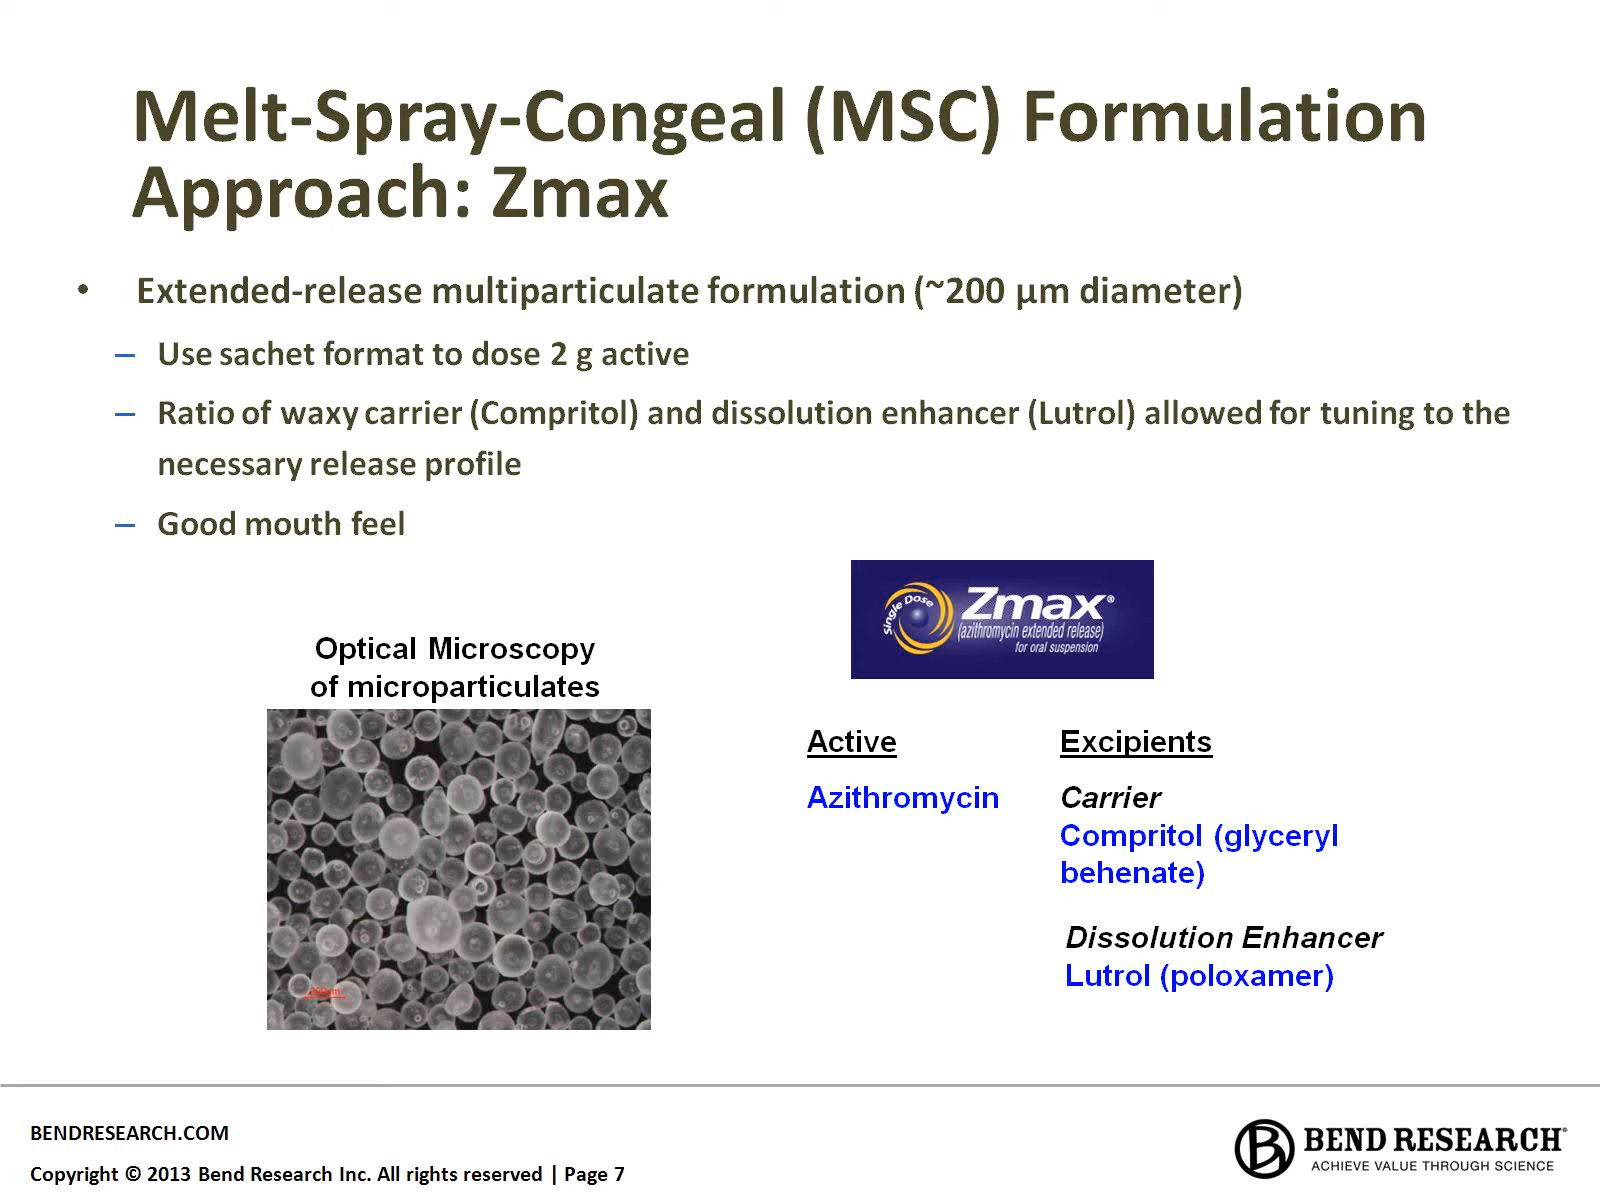 Melt-Spray-Congeal (MSC) Formulation
Approach: Zmax
• Extended-release multiparticulate formulation (~200 µm diameter)
– Use sachet format to dose 2 g active
– Ratio of waxy carrier (Compritol) and dissolution enhancer (Lutrol) allowed for tuning to the
necessary release profile
– Good mouth feel
Single Dose
Zmax®
(azithromycin extended release)
for oral suspension
Optical Microscopy
of microparticulates
Active
Azithromycin
Excipients
Carrier
Compritol (glyceryl
behenate)
Dissolution Enhancer
Lutrol (poloxamer)
BENDRESEARCH.COM
Copyright © 2013 Bend Research Inc. All rights reserved | Page 7
BEND RESEARCH®
ACHIEVE VALUE THROUGH SCIENCE